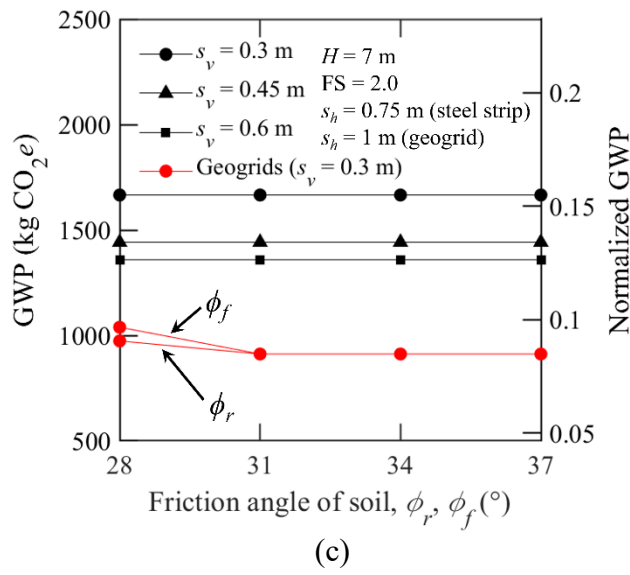 2500
2000
1500
1000
500
GWP (kg CO₂e)
s_v = 0.3 m
s_v = 0.45 m
s_v = 0.6 m
Geogrids (s_v = 0.3 m)
H = 7 m
FS = 2.0
s_h = 0.75 m (steel strip)
s_h = 1 m (geogrid)
0.2
0.15
0.1
0.05
Normalized GWP
ϕ_f
ϕ_r
28 31 34 37
Friction angle of soil, ϕ_r, ϕ_f (°)
(c)